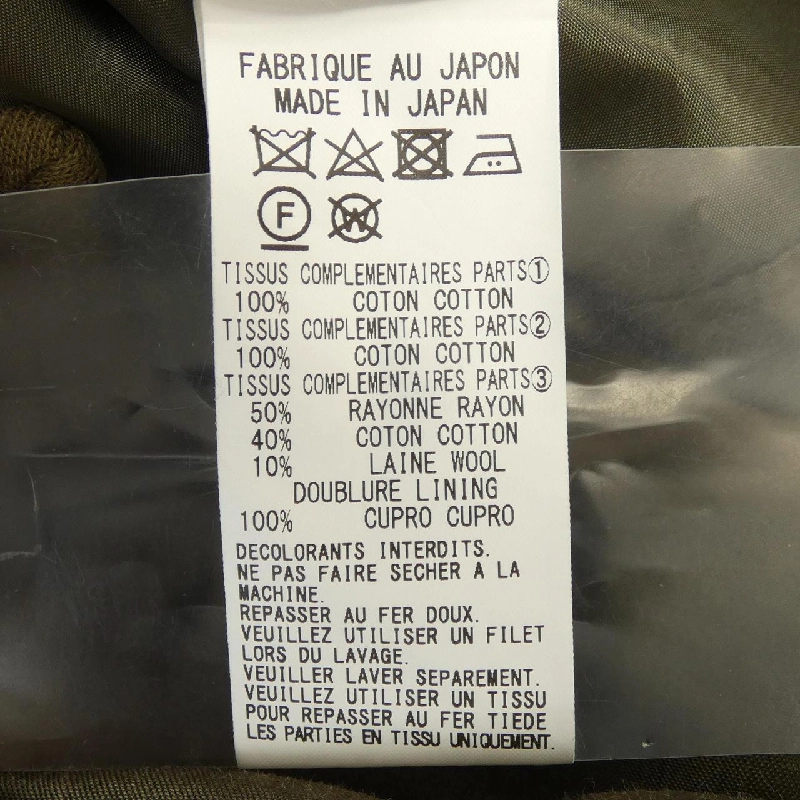 FABRIQUE AU JAPON
MADE IN JAPAN
F W
TISSUS COMPLEMENTAIRES PARTS①
100% COTON COTTON
TISSUS COMPLEMENTAIRES PARTS②
100% COTON COTTON
TISSUS COMPLEMENTAIRES PARTS③
50% RAYONNE RAYON
40% COTON COTTON
10% LAINE WOOL
DOUBLURE LINING
100% CUPRO CUPRO
DECOLORANTS INTERDITS.
NE PAS FAIRE SECHER A LA
MACHINE.
REPASSER AU FER DOUX.
VEUILLEZ UTILISER UN FILET
LORS DU LAVAGE.
VEUILLER LAVER SEPAREMENT.
VEUILLEZ UTILISER UN TISSU
POUR REPASSER AU FER TIEDE
LES PARTIES EN TISSU UNIQUEMENT.